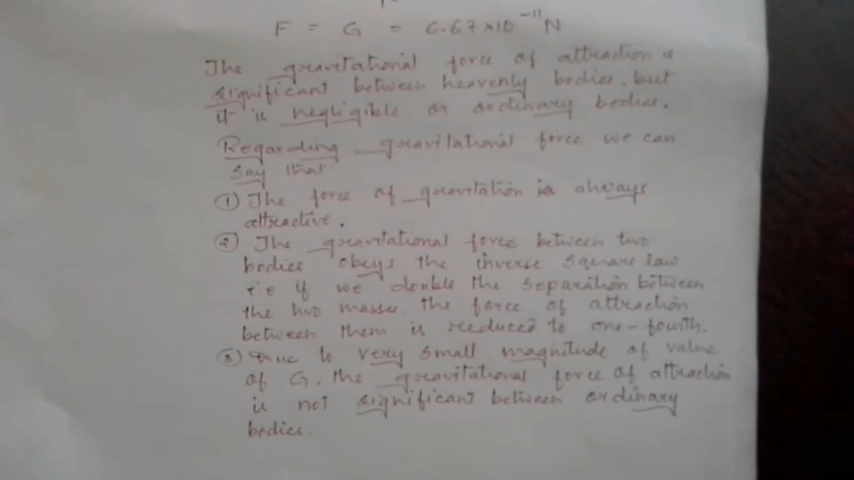 F = G = 6.67×10⁻¹¹ N
The gravitational force of attraction is
significant between heavenly bodies, but
it is negligible or ordinary bodies.
Regarding gravitational force we can
say that
① The force of gravitation is always
attractive.
② The gravitational force between two
bodies obeys the inverse square law
i.e if we double the separation between
the two masses. the force of attraction
between them is reduced to one-fourth.
③ Due to very small magnitude of value
of G, the gravitational force of attraction
is not significant between ordinary
bodies.